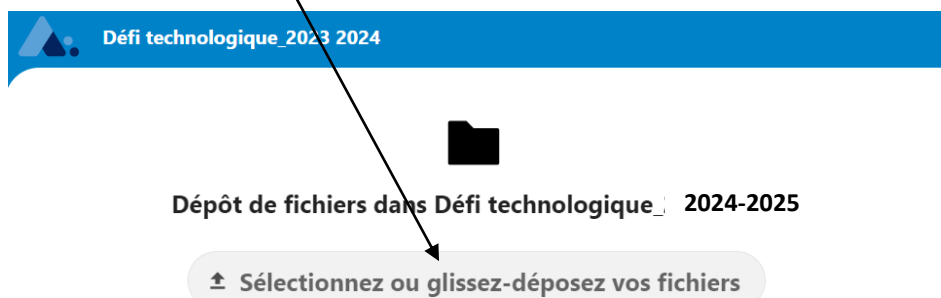 Défi technologique_2023 2024
Dépôt de fichiers dans Défi technologique_ 2024-2025
Sélectionnez ou glissez-déposez vos fichiers